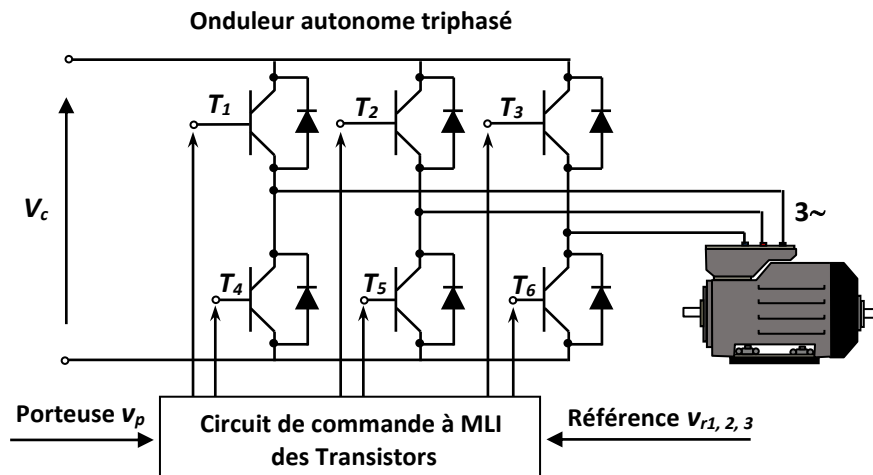 Onduleur autonome triphasé
T1
T2
T3
Vc
3~
T4
T5
T6
Porteuse vp
Circuit de commande à MLI
des Transistors
Référence vr1, 2, 3